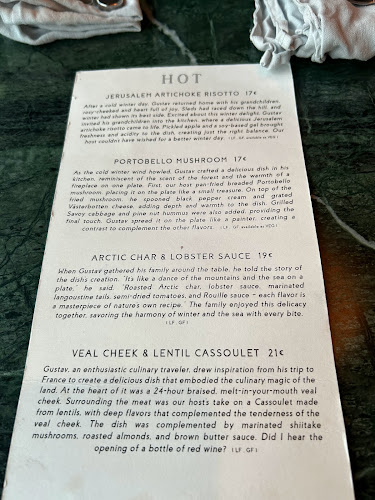 HOT
JERUSALEM ARTICHOKE RISOTTO 17€
After a cold winter day, Gustav returned home with his grandchildren,
rosy-cheeked and heart full of joy. Sleds had raced down the hill, and
winter had shown its best side. Excited about this winter delight, Gustav
invited his grandchildren into the kitchen, where a delicious Jerusalem
artichoke risotto came to life. Pickled apple and a soy-based gel brought
freshness and acidity to the dish, creating just the right balance. Our
host couldn't have wished for a better winter day. (LF, GF, available as VEG.)
PORTOBELLO MUSHROOM 17€
As the cold winter wind howled, Gustav crafted a delicious dish in his
kitchen, reminiscent of the scent of the forest and the warmth of a
fireplace on one plate. First, our host pan-fried breaded Portobello
mushroom, placing it on the plate like a small treasure. On top of the
fried mushroom, he spooned black pepper cream and grated
Västerbotten cheese, adding depth and warmth to the dish. Grilled
Savoy cabbage and pine nut hummus were also added, providing the
final touch. Gustav spread it on the plate like a painter, creating a
contrast to complement the other flavors. (LF, GF available as VEG.)
ARCTIC CHAR & LOBSTER SAUCE 19€
When Gustav gathered his family around the table, he told the story of
the dish's creation. "It's like a dance of the mountains and the sea on a
plate," he said. "Roasted Arctic char, lobster sauce, marinated
langoustine tails, semi-dried tomatoes, and Rouille sauce – each flavor is
a masterpiece of nature's own recipe." The family enjoyed this delicacy
together, savoring the harmony of winter and the sea with every bite.
(LF, GF)
VEAL CHEEK & LENTIL CASSOULET 21€
Gustav, an enthusiastic culinary traveler, drew inspiration from his trip to
France to create a delicious dish that embodied the culinary magic of the
land. At the heart of it was a 24-hour braised, melt-in-your-mouth veal
cheek. Surrounding the meat was our hosts take on a Cassoulet made
from lentils, with deep flavors that complemented the tenderness of the
veal cheek. The dish was complemented by marinated shiitake
mushrooms, roasted almonds, and brown butter sauce. Did I hear the
opening of a bottle of red wine? (LF, GF)